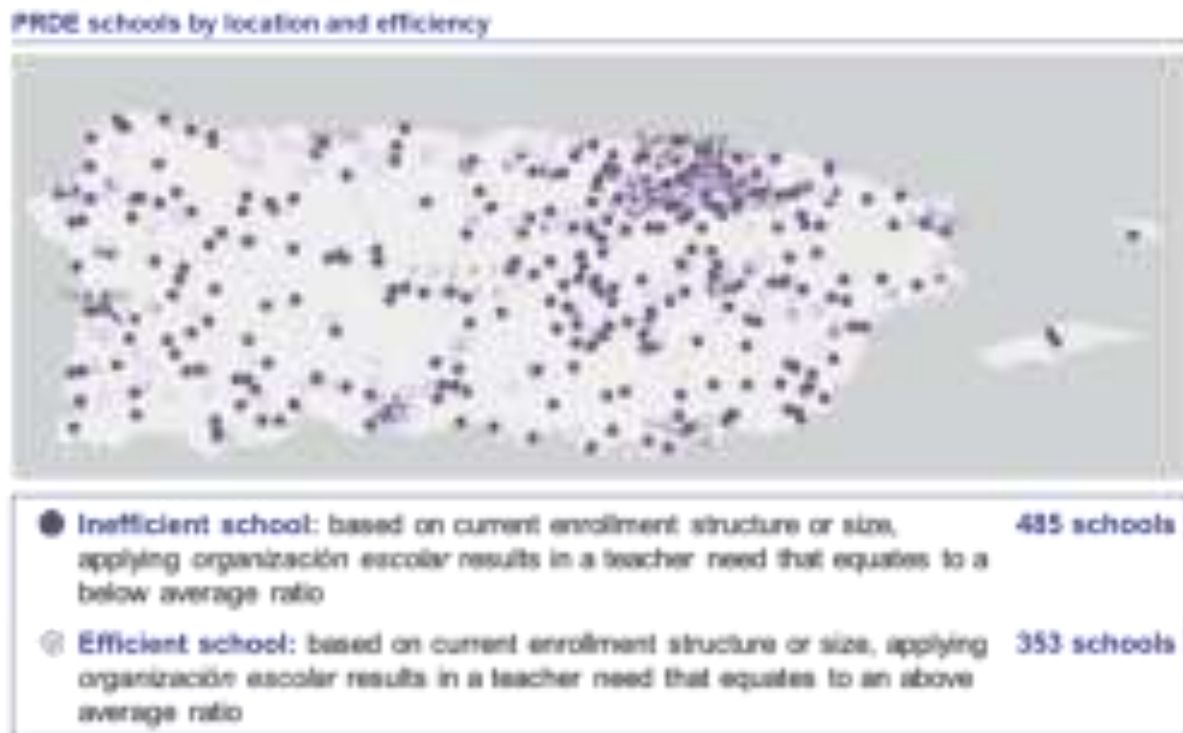 PRDE schools by location and efficiency
Inefficient school: based on current enrollment structure or size, 485 schools
applying organización escolar results in a teacher need that equates to a
below average ratio
Efficient school: based on current enrollment structure or size, applying 353 schools
organización escolar results in a teacher need that equates to an above
average ratio